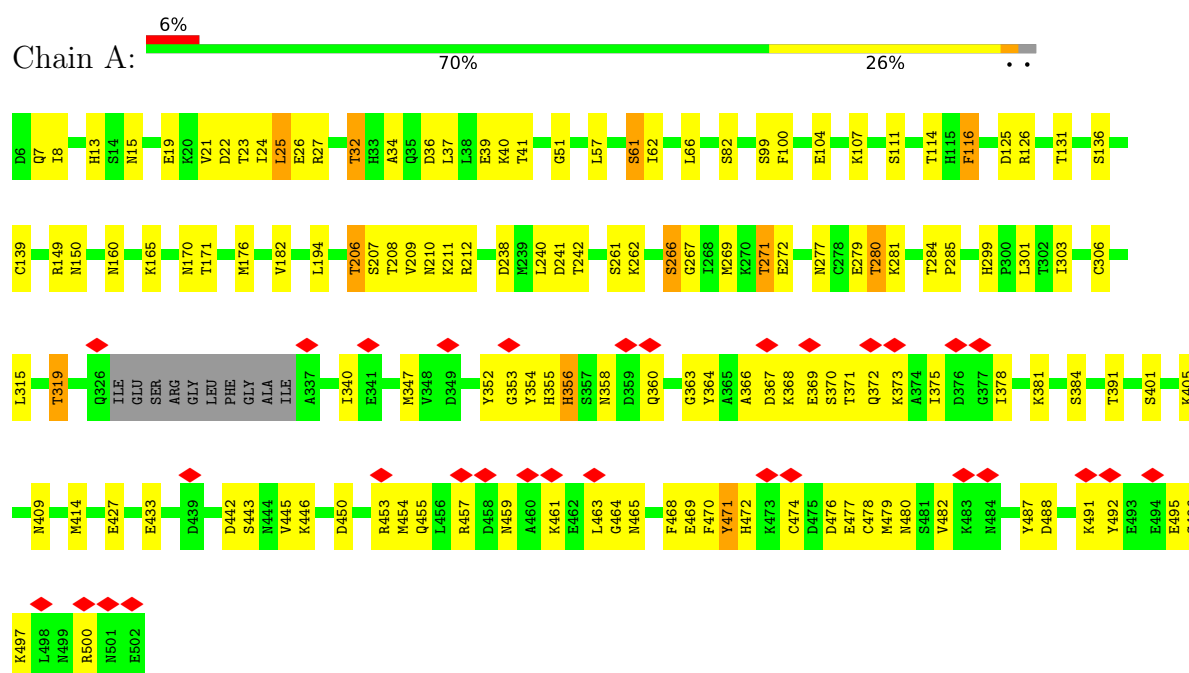 6%
Chain A:
70% 26% • •
D6 Q7 I8 H13 S14 N15 E19 K20 V21 D22 T23 I24 L25 E26 R27 T32 H33 A34 Q35 D36 L37 L38 E39 K40 T41 G51 L57 S61 I62 L66 S82 S99 F100 E104 K107 S111 T114 H115 F116 D125 R126 T131 S136
C139 R149 N150 N160 K165 N170 T171 M176 V182 L194 T206 S207 T208 V209 N210 K211 R212 D238 M239 L240 D241 T242 S261 K262 S266 G267 I268 M269 K270 T271 E272 N277 C278 E279 T280 K281 T284 P285 H299 P300 L301 T302 I303 C306
L315 T319 Q326 ILE GLU SER ARG GLY LEU PHE GLY ALA ILE A337 I340 E341 M347 V348 D349 Y352 G353 Y354 H355 H356 S357 N358 D359 Q360 G363 Y364 A365 A366 D367 K368 E369 S370 T371 Q372 K373 A374 I375 D376 G377 I378 K381 S384 T391 S401 K405
N409 M414 E427 E433 D439 D442 S443 N444 V445 K446 D450 R453 M454 Q455 L456 R457 D458 N459 A460 K461 E462 L463 G464 N465 F468 E469 F470 Y471 H472 K473 C474 D475 D476 E477 C478 M479 N480 S481 V482 K483 N484 Y487 D488 K491 Y492 E493 E494 E495
K497 L498 N499 R500 N501 E502